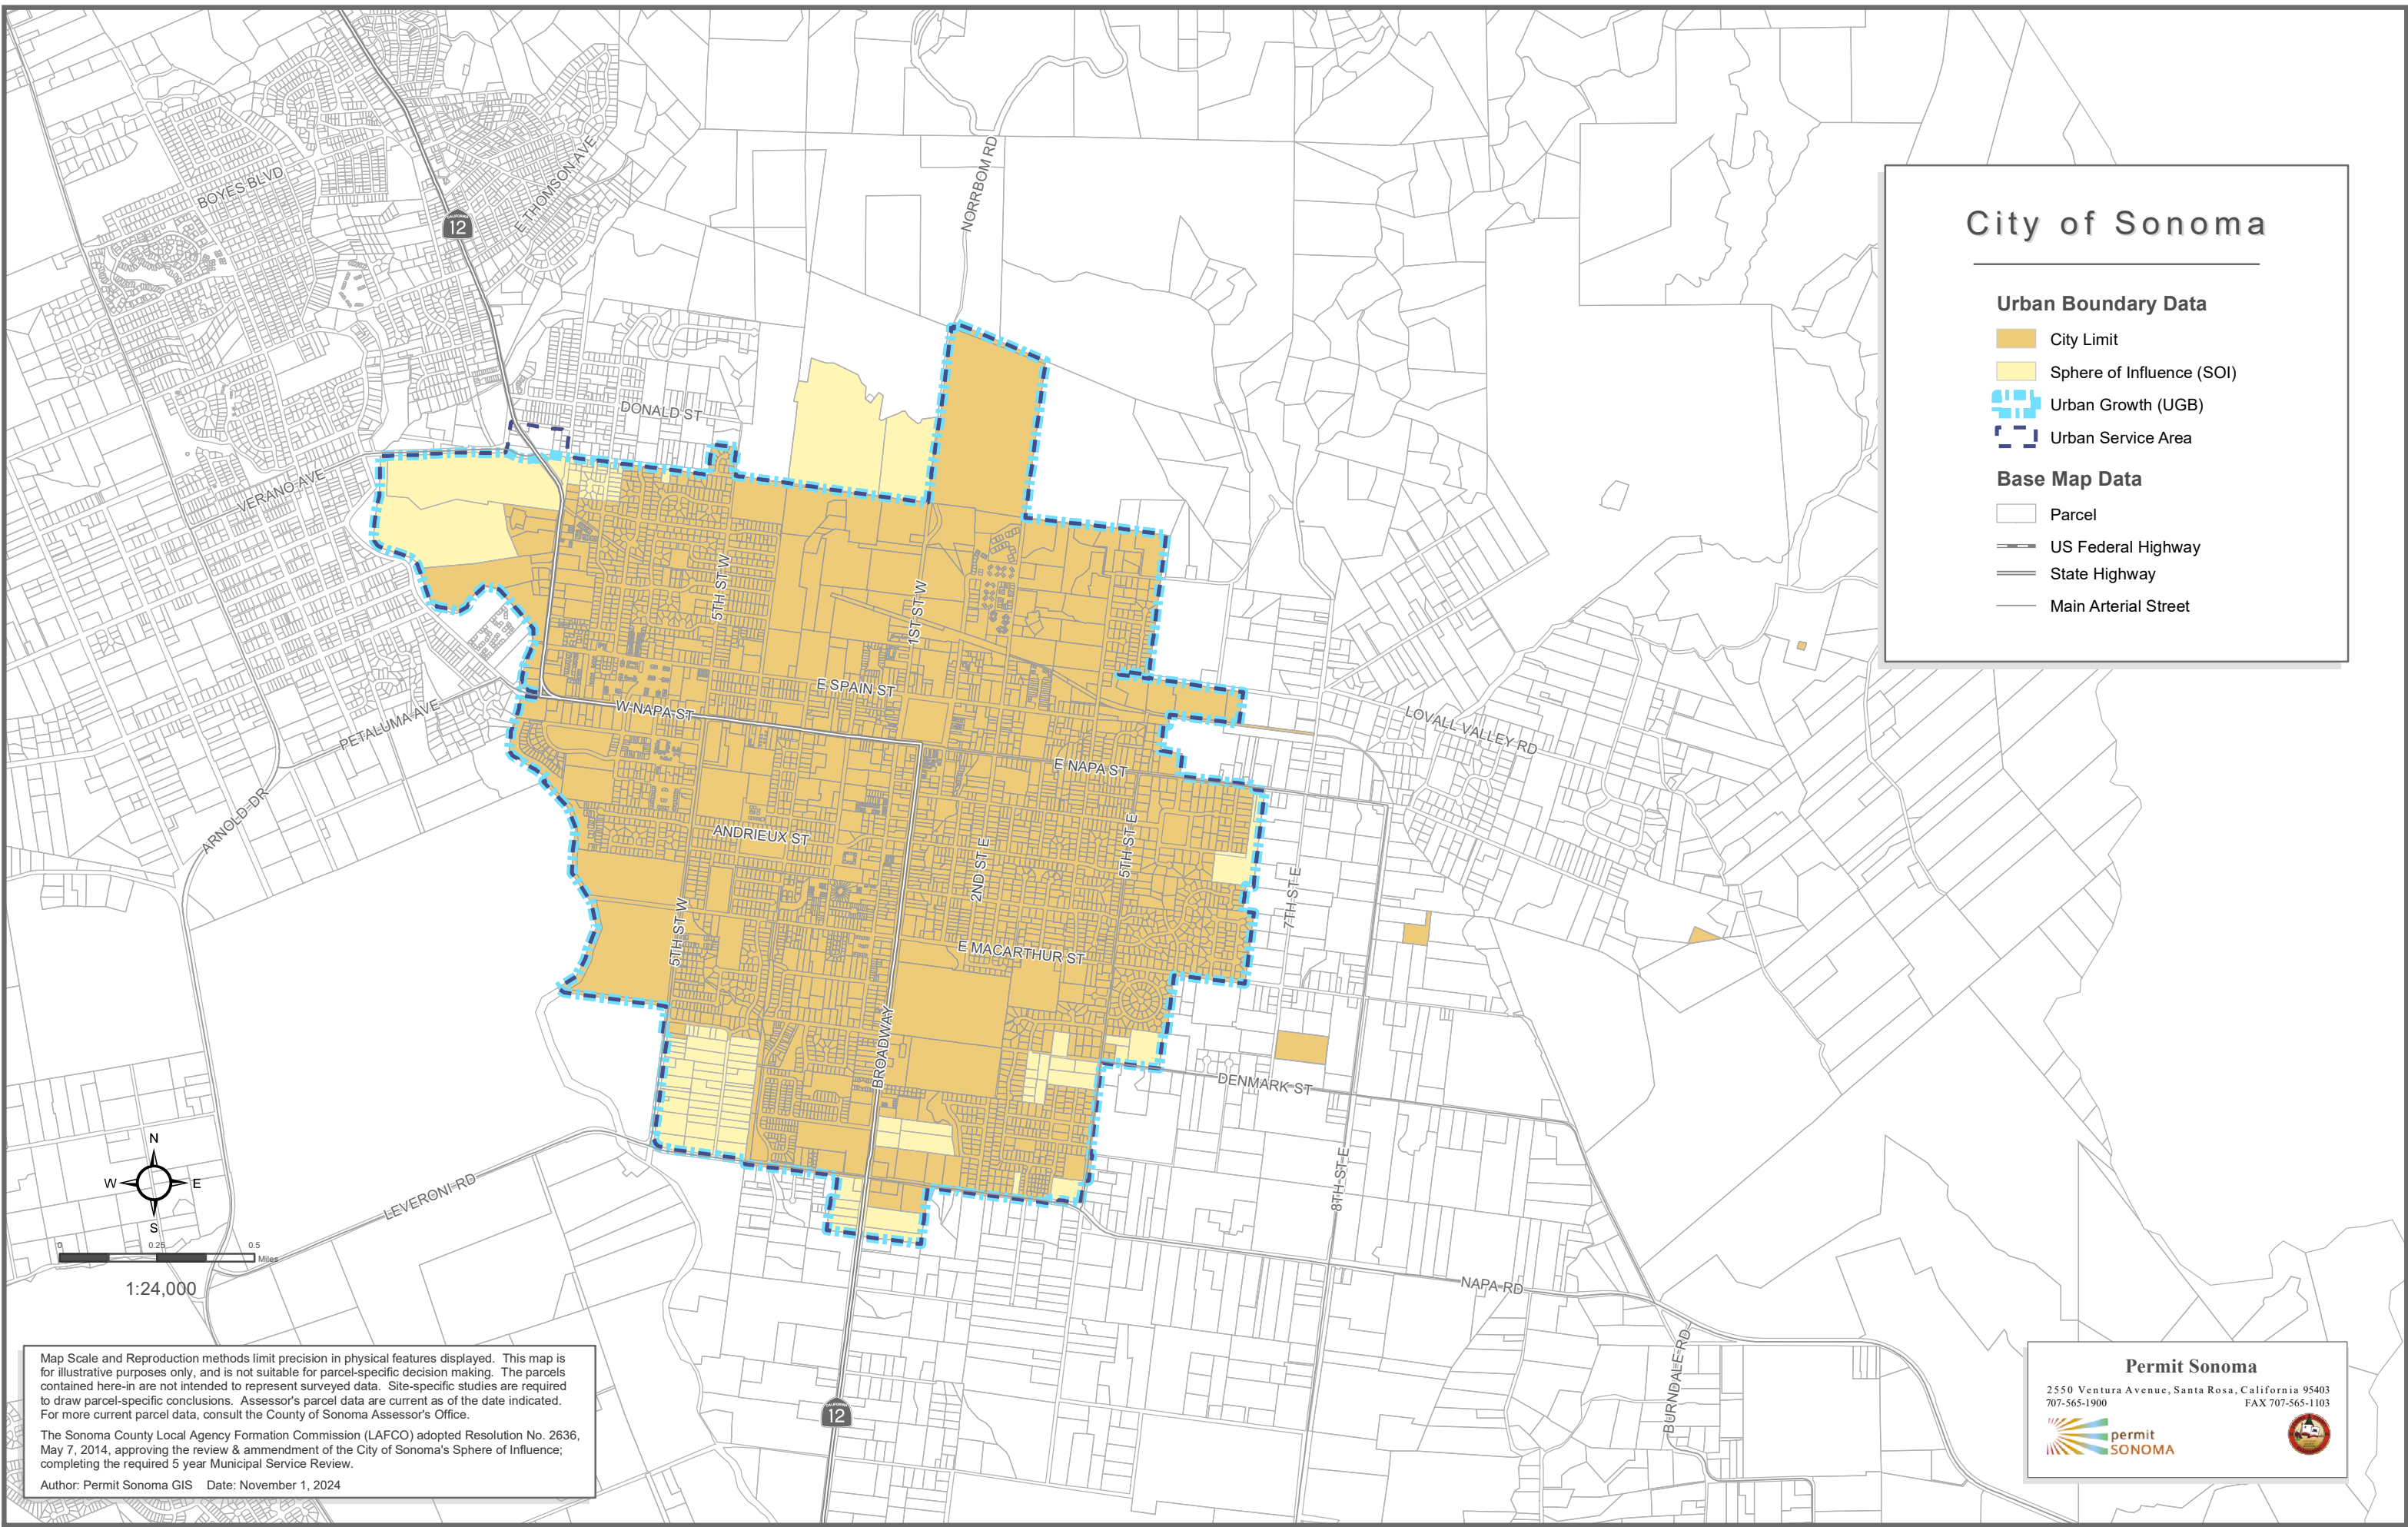 City of Sonoma
Urban Boundary Data
City Limit
Sphere of Influence (SOI)
Urban Growth (UGB)
Urban Service Area
Base Map Data
Parcel
US Federal Highway
State Highway
Main Arterial Street
BOYES BLVD
CALIFORNIA
12
E THOMSON AVE
NORRBOM RD
DONALD ST
VERANO AVE
5TH ST W
1ST ST W
E SPAIN ST
W NAPA ST
PETALUMA AVE
LOVALL VALLEY RD
E NAPA ST
ARNOLD DR
ANDRIEUX ST
2ND ST E
5TH ST E
7TH ST E
5TH ST W
E MACARTHUR ST
BROADWAY
DENMARK ST
8TH ST E
LEVERONI RD
NAPA RD
BURNDALE RD
CALIFORNIA
12
N
W E
S
0 0.25 0.5
Miles
1:24,000
Map Scale and Reproduction methods limit precision in physical features displayed. This map is
for illustrative purposes only, and is not suitable for parcel-specific decision making. The parcels
contained here-in are not intended to represent surveyed data. Site-specific studies are required
to draw parcel-specific conclusions. Assessor's parcel data are current as of the date indicated.
For more current parcel data, consult the County of Sonoma Assessor's Office.
The Sonoma County Local Agency Formation Commission (LAFCO) adopted Resolution No. 2636,
May 7, 2014, approving the review & ammendment of the City of Sonoma's Sphere of Influence;
completing the required 5 year Municipal Service Review.
Author: Permit Sonoma GIS Date: November 1, 2024
Permit Sonoma
2550 Ventura Avenue, Santa Rosa, California 95403
707-565-1900 FAX 707-565-1103
permit
SONOMA